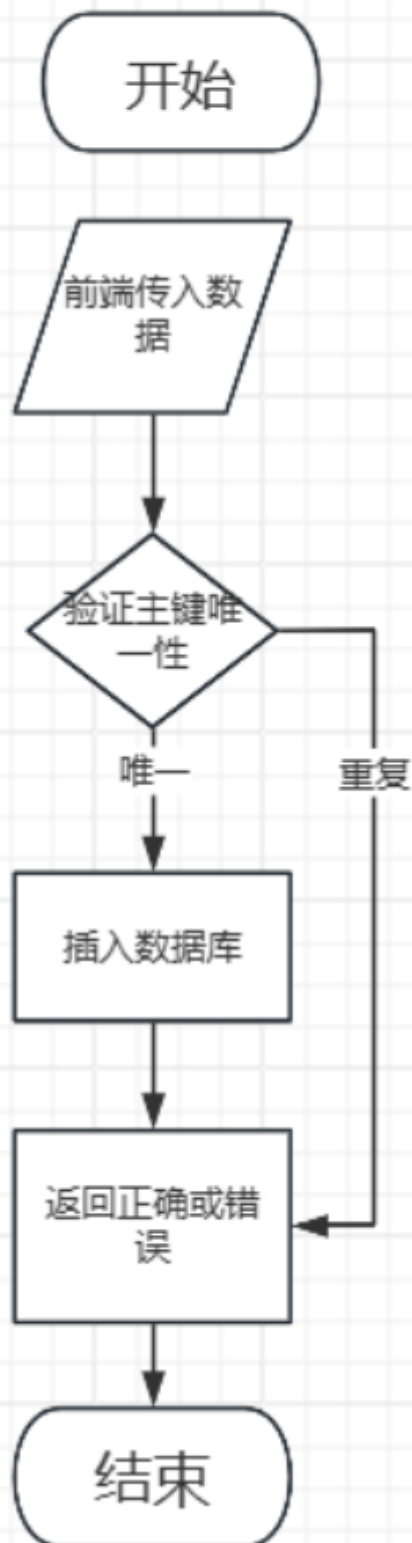 开始
前端传入数
据
验证主键唯
一性
唯一
重复
插入数据库
返回正确或错
误
结束